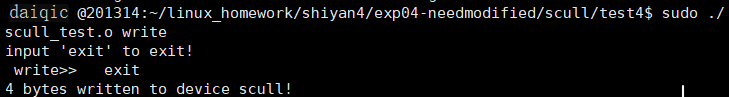 daiqic @201314:~/linux_homework/shiyan4/exp04-needmodified/scull/test4$ sudo ./
scull_test.o write
input 'exit' to exit!
write>> exit
4 bytes written to device scull!